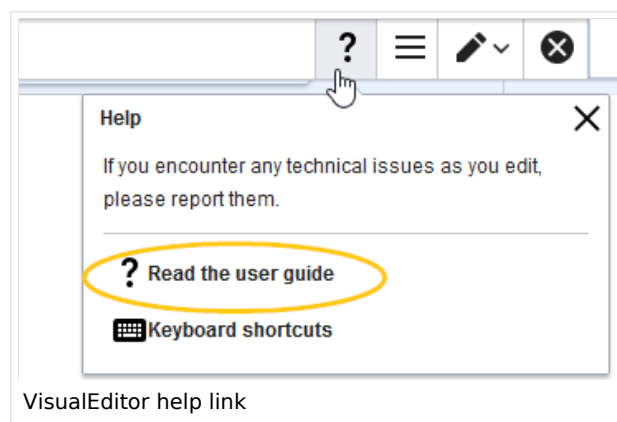 ?
Help
If you encounter any technical issues as you edit,
please report them.
? Read the user guide
Keyboard shortcuts
VisualEditor help link